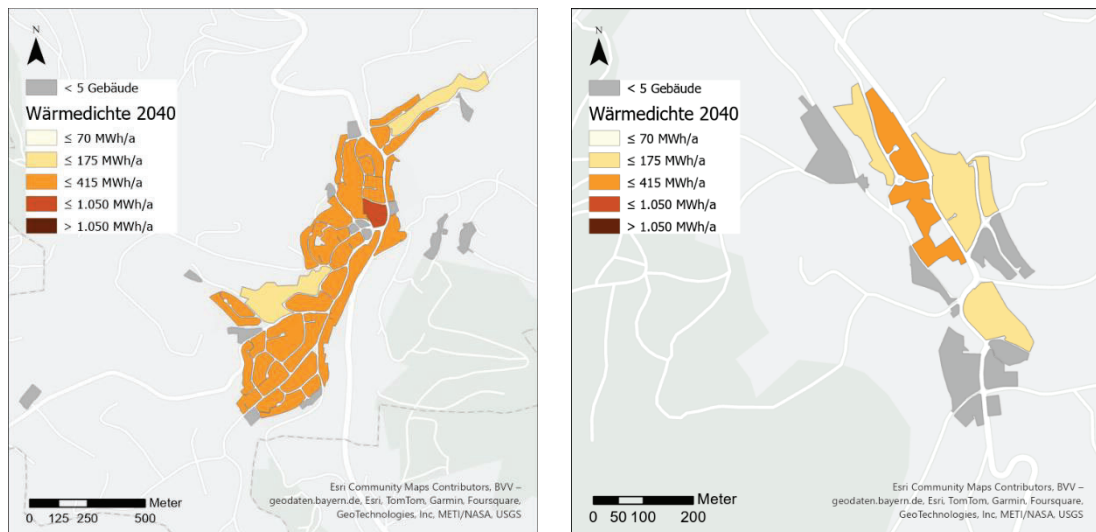 N
< 5 Gebäude
Wärmedichte 2040
≤ 70 MWh/a
≤ 175 MWh/a
≤ 415 MWh/a
≤ 1.050 MWh/a
> 1.050 MWh/a
Esri Community Maps Contributors, BVV –
geodaten.bayern.de, Esri, TomTom, Garmin, Foursquare,
GeoTechnologies, Inc, METI/NASA, USGS
Meter
0 125 250 500
N
< 5 Gebäude
Wärmedichte 2040
≤ 70 MWh/a
≤ 175 MWh/a
≤ 415 MWh/a
≤ 1.050 MWh/a
> 1.050 MWh/a
Esri Community Maps Contributors, BVV –
geodaten.bayern.de, Esri, TomTom, Garmin, Foursquare,
GeoTechnologies, Inc, METI/NASA, USGS
Meter
0 50 100 200